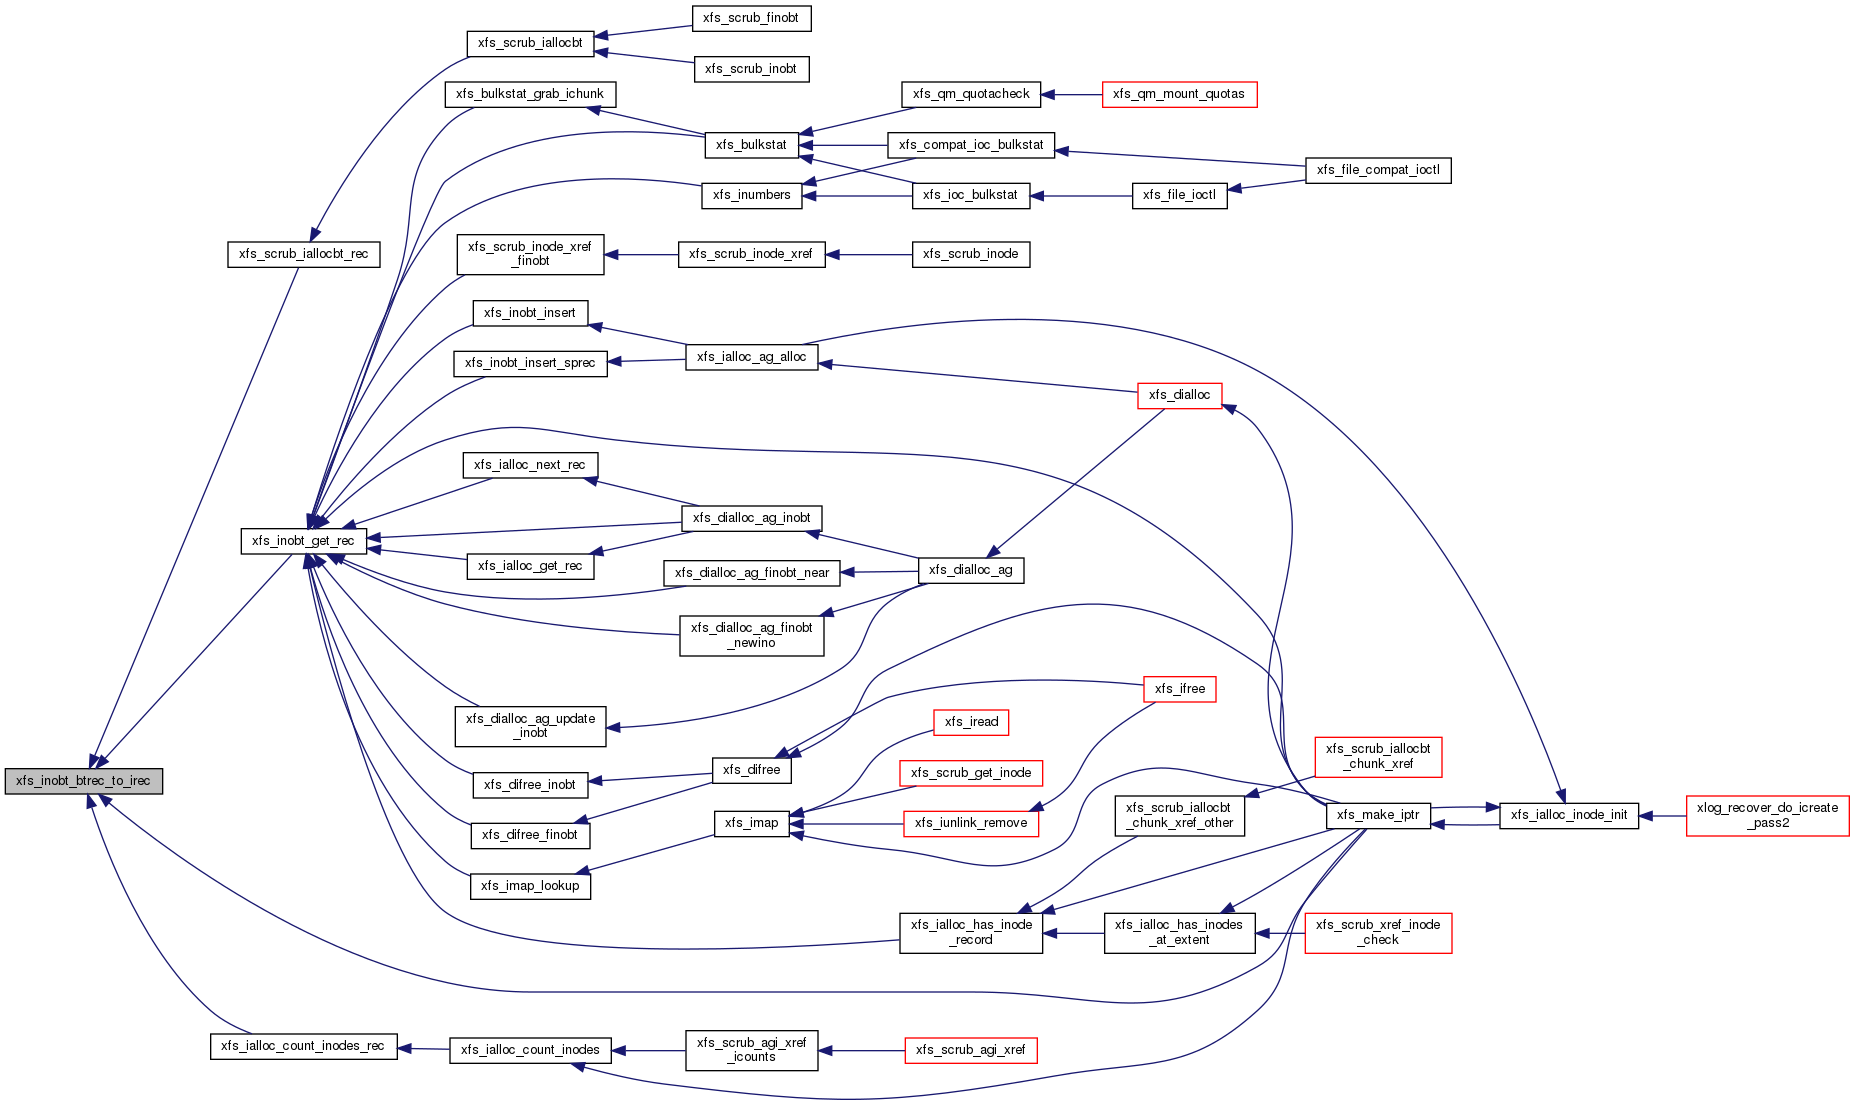 xfs_scrub_finobt
xfs_scrub_iallocbt
xfs_scrub_inobt
xfs_bulkstat_grab_ichunk
xfs_qm_quotacheck
xfs_qm_mount_quotas
xfs_bulkstat
xfs_compat_ioc_bulkstat
xfs_file_compat_ioctl
xfs_inumbers
xfs_ioc_bulkstat
xfs_file_ioctl
xfs_scrub_iallocbt_rec
xfs_scrub_inode_xref
_finobt
xfs_scrub_inode_xref
xfs_scrub_inode
xfs_inobt_insert
xfs_inobt_insert_sprec
xfs_ialloc_ag_alloc
xfs_dialloc
xfs_ialloc_next_rec
xfs_dialloc_ag_inobt
xfs_inobt_get_rec
xfs_ialloc_get_rec
xfs_dialloc_ag_finobt_near
xfs_dialloc_ag
xfs_dialloc_ag_finobt
_newino
xfs_ifree
xfs_dialloc_ag_update
_inobt
xfs_iread
xfs_inobt_btrec_to_irec
xfs_difree_inobt
xfs_difree
xfs_scrub_get_inode
xfs_scrub_iallocbt
_chunk_xref
xfs_difree_finobt
xfs_imap
xfs_iunlink_remove
xfs_scrub_iallocbt
_chunk_xref_other
xfs_make_iptr
xfs_ialloc_inode_init
xlog_recover_do_icreate
_pass2
xfs_imap_lookup
xfs_ialloc_has_inode
_record
xfs_ialloc_has_inodes
_at_extent
xfs_scrub_xref_inode
_check
xfs_ialloc_count_inodes_rec
xfs_ialloc_count_inodes
xfs_scrub_agi_xref
_icounts
xfs_scrub_agi_xref